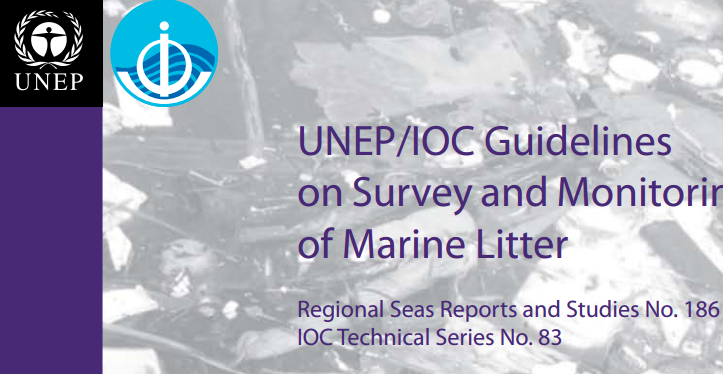 UNEP
UNEP/IOC Guidelines
on Survey and Monitorin
of Marine Litter
Regional Seas Reports and Studies No. 186
IOC Technical Series No. 83